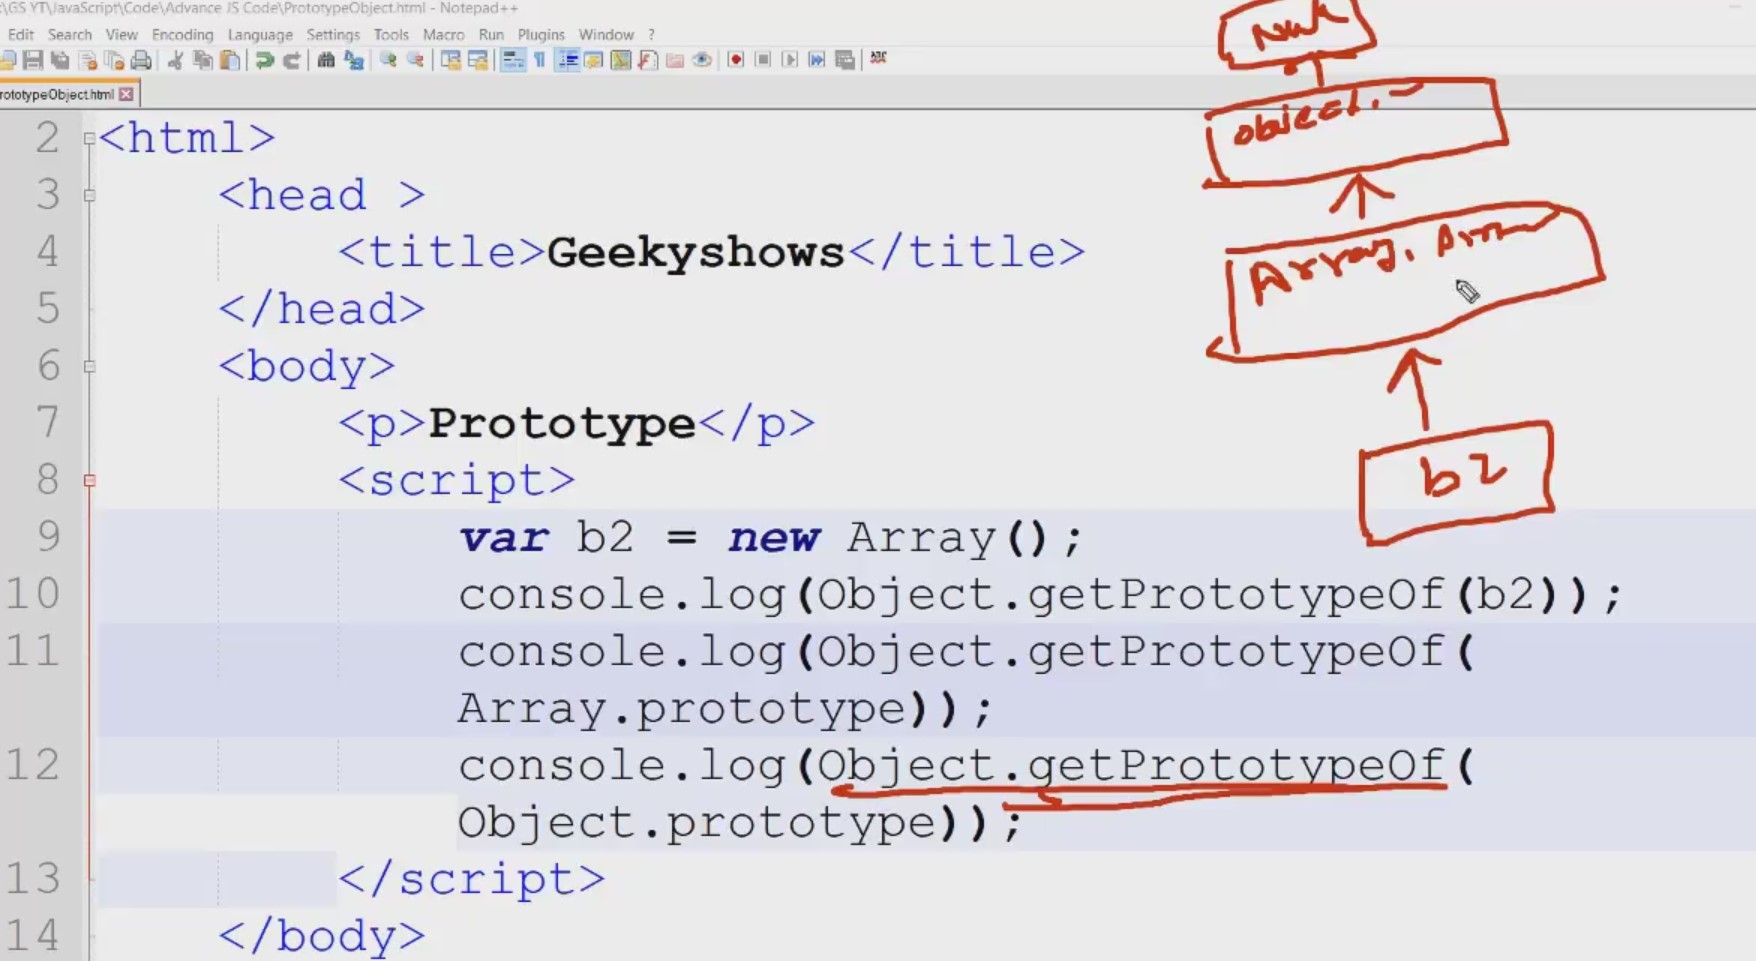 \GS YT\JavaScript\Code\Advance JS Code\PrototypeObject.html - Notepad++
Edit Search View Encoding Language Settings Tools Macro Run Plugins Window ?
rototypeObject.html
2 <html>
3 <head >
4 <title>Geekyshows</title>
5 </head>
6 <body>
7 <p>Prototype</p>
8 <script>
9 var b2 = new Array();
10 console.log(Object.getPrototypeOf(b2));
11 console.log(Object.getPrototypeOf(
Array.prototype));
12 console.log(Object.getPrototypeOf(
Object.prototype));
13 </script>
14 </body>
object.
Array.
b2